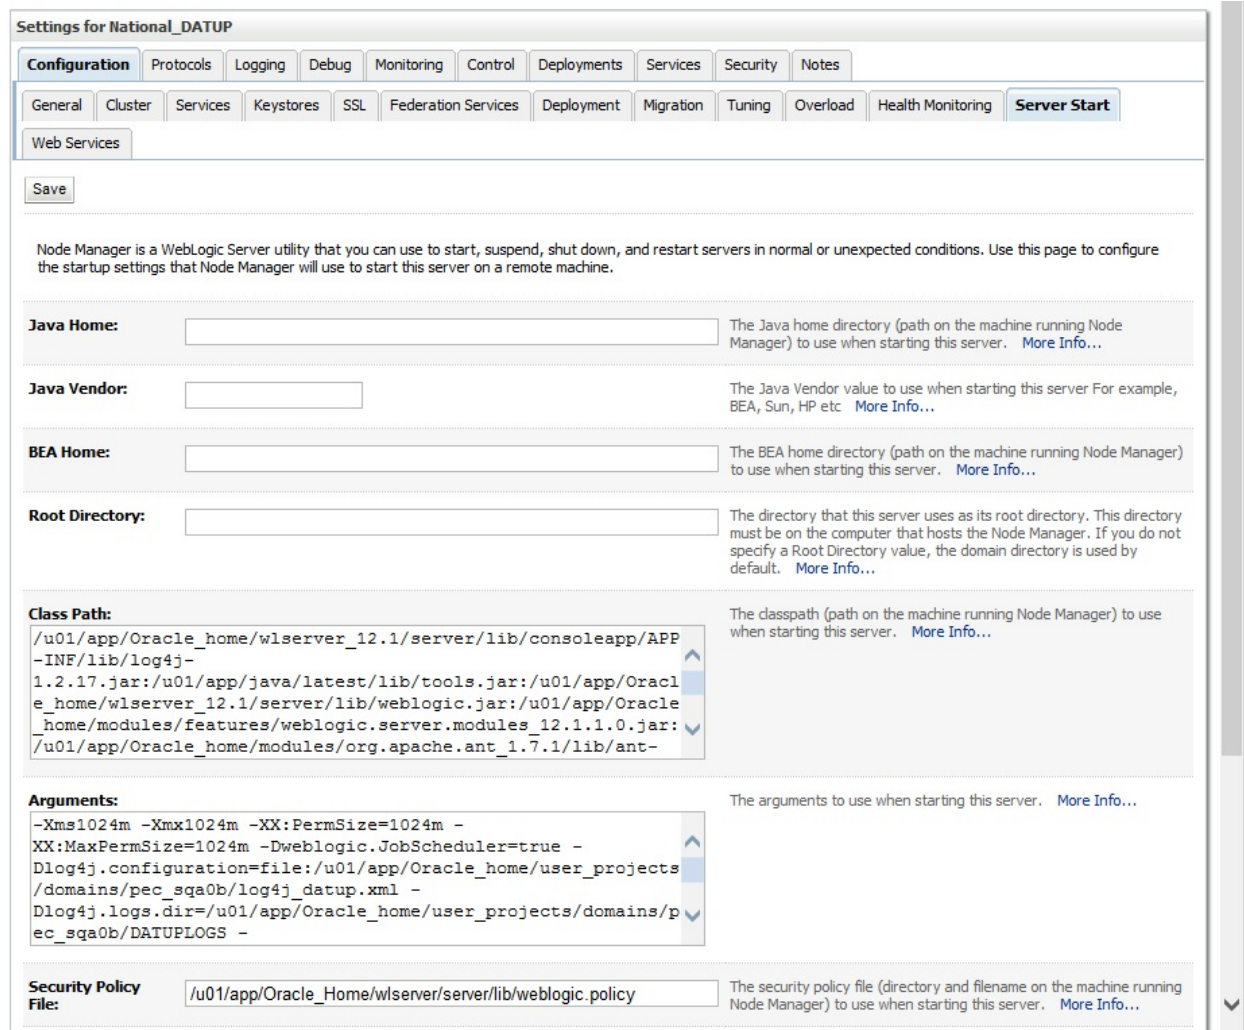 Settings for National_DATUP
Configuration Protocols Logging Debug Monitoring Control Deployments Services Security Notes
General Cluster Services Keystores SSL Federation Services Deployment Migration Tuning Overload Health Monitoring Server Start
Web Services
Save
Node Manager is a WebLogic Server utility that you can use to start, suspend, shut down, and restart servers in normal or unexpected conditions. Use this page to configure
the startup settings that Node Manager will use to start this server on a remote machine.
Java Home:
The Java home directory (path on the machine running Node
Manager) to use when starting this server. More Info...
Java Vendor:
The Java Vendor value to use when starting this server For example,
BEA, Sun, HP etc More Info...
BEA Home:
The BEA home directory (path on the machine running Node Manager)
to use when starting this server. More Info...
Root Directory:
The directory that this server uses as its root directory. This directory
must be on the computer that hosts the Node Manager. If you do not
specify a Root Directory value, the domain directory is used by
default. More Info...
Class Path:
/u01/app/Oracle_home/wlserver_12.1/server/lib/consoleapp/APP
-INF/lib/log4j-
1.2.17.jar:/u01/app/java/latest/lib/tools.jar:/u01/app/Oracl
e_home/wlserver_12.1/server/lib/weblogic.jar:/u01/app/Oracle
_home/modules/features/weblogic.server.modules_12.1.1.0.jar:
/u01/app/Oracle_home/modules/org.apache.ant_1.7.1/lib/ant-
The classpath (path on the machine running Node Manager) to use
when starting this server. More Info...
Arguments:
-Xms1024m -Xmx1024m -XX:PermSize=1024m -
XX:MaxPermSize=1024m -Dweblogic.JobScheduler=true -
Dlog4j.configuration=file:/u01/app/Oracle_home/user_projects
/domains/pec_sqa0b/log4j_datup.xml -
Dlog4j.logs.dir=/u01/app/Oracle_home/user_projects/domains/p
ec_sqa0b/DATUPLOGS -
The arguments to use when starting this server. More Info...
Security Policy
File:
/u01/app/Oracle_Home/wlserver/server/lib/weblogic.policy
The security policy file (directory and filename on the machine running
Node Manager) to use when starting this server. More Info...